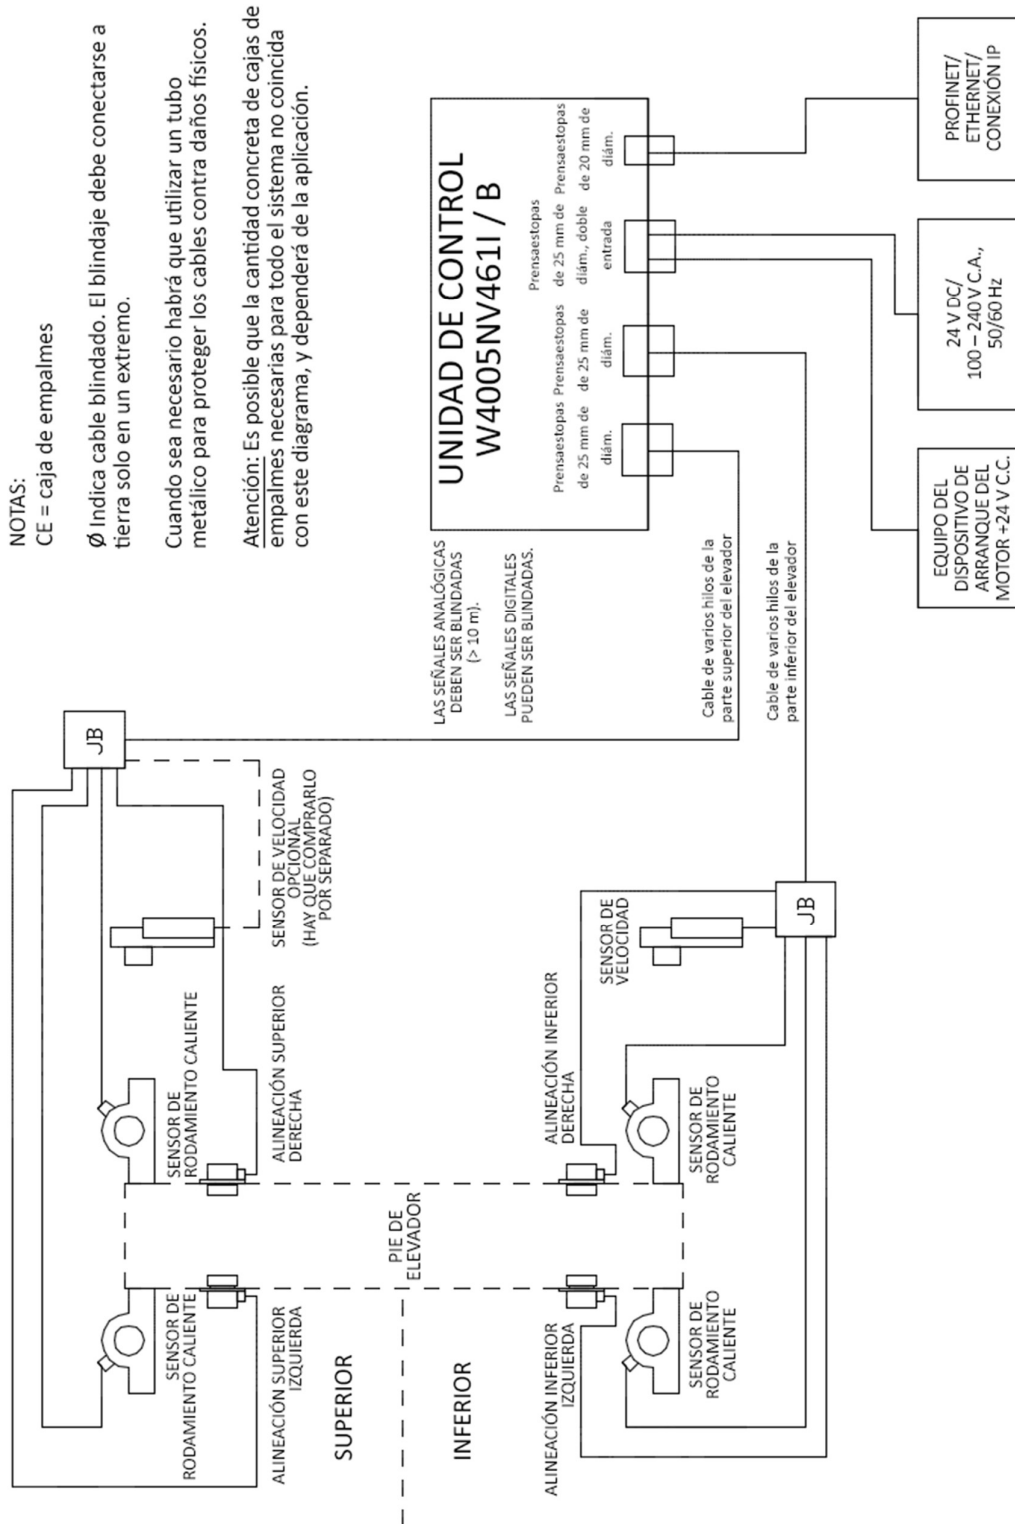 NOTAS:
CE = caja de empalmes
Ø Indica cable blindado. El blindaje debe conectarse a
tierra solo en un extremo.
Cuando sea necesario habrá que utilizar un tubo
metálico para proteger los cables contra daños físicos.
Atención: Es posible que la cantidad concreta de cajas de
empalmes necesarias para todo el sistema no coincida
con este diagrama, y dependerá de la aplicación.
JB
SENSOR DE VELOCIDAD
OPCIONAL
(HAY QUE COMPRARLO
POR SEPARADO)
SENSOR DE
RODAMIENTO CALIENTE
SENSOR DE
RODAMIENTO CALIENTE
ALINEACIÓN SUPERIOR
IZQUIERDA
ALINEACIÓN SUPERIOR
DERECHA
SUPERIOR
PIE DE
ELEVADOR
INFERIOR
ALINEACIÓN INFERIOR
IZQUIERDA
ALINEACIÓN INFERIOR
DERECHA
SENSOR DE
VELOCIDAD
SENSOR DE
RODAMIENTO
CALIENTE
SENSOR DE
RODAMIENTO
CALIENTE
JB
LAS SEÑALES ANALÓGICAS
DEBEN SER BLINDADAS
(> 10 m).
LAS SEÑALES DIGITALES
PUEDEN SER BLINDADAS.
Cable de varios hilos de la
parte superior del elevador
Cable de varios hilos de la
parte inferior del elevador
UNIDAD DE CONTROL
W4005NV461I / B
Prensaestopas
de 25 mm de
diám.
Prensaestopas
de 25 mm de
diám.
Prensaestopas
de 25 mm de
diám., doble
entrada
Prensaestopas
de 20 mm de
diám.
EQUIPO DEL
DISPOSITIVO DE
ARRANQUE DEL
MOTOR +24 V C.C.
24 V DC/
100 – 240 V C.A.,
50/60 Hz
PROFINET/
ETHERNET/
CONEXIÓN IP